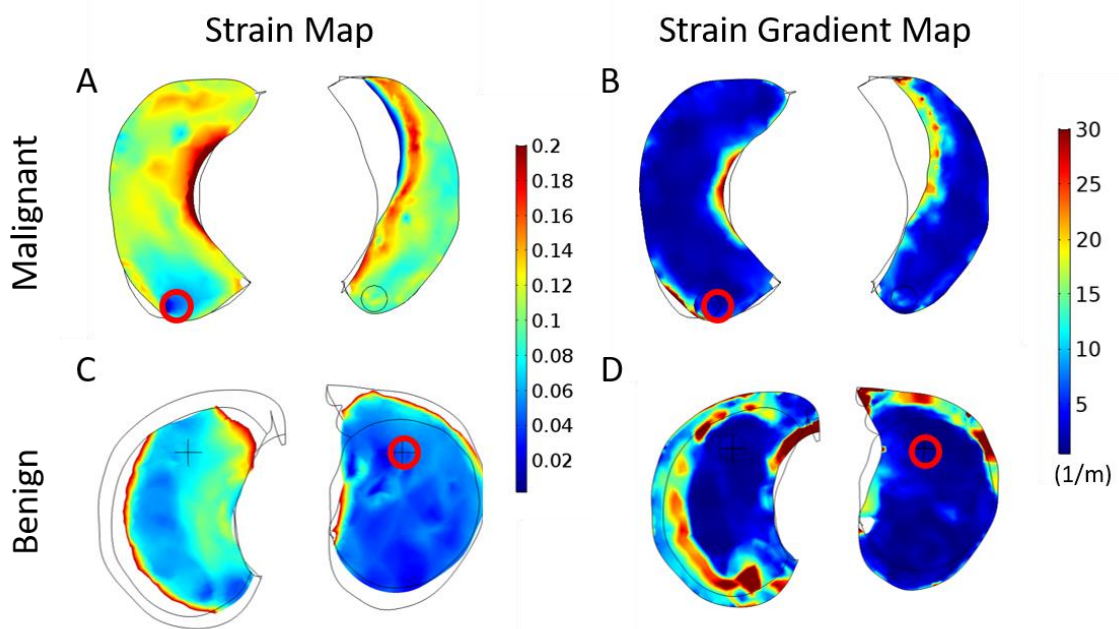 Strain Map
Strain Gradient Map
A
B
Malignant
0.2
0.18
0.16
0.14
0.12
0.1
0.08
0.06
0.04
0.02
30
25
20
15
10
5
(1/m)
C
D
Benign